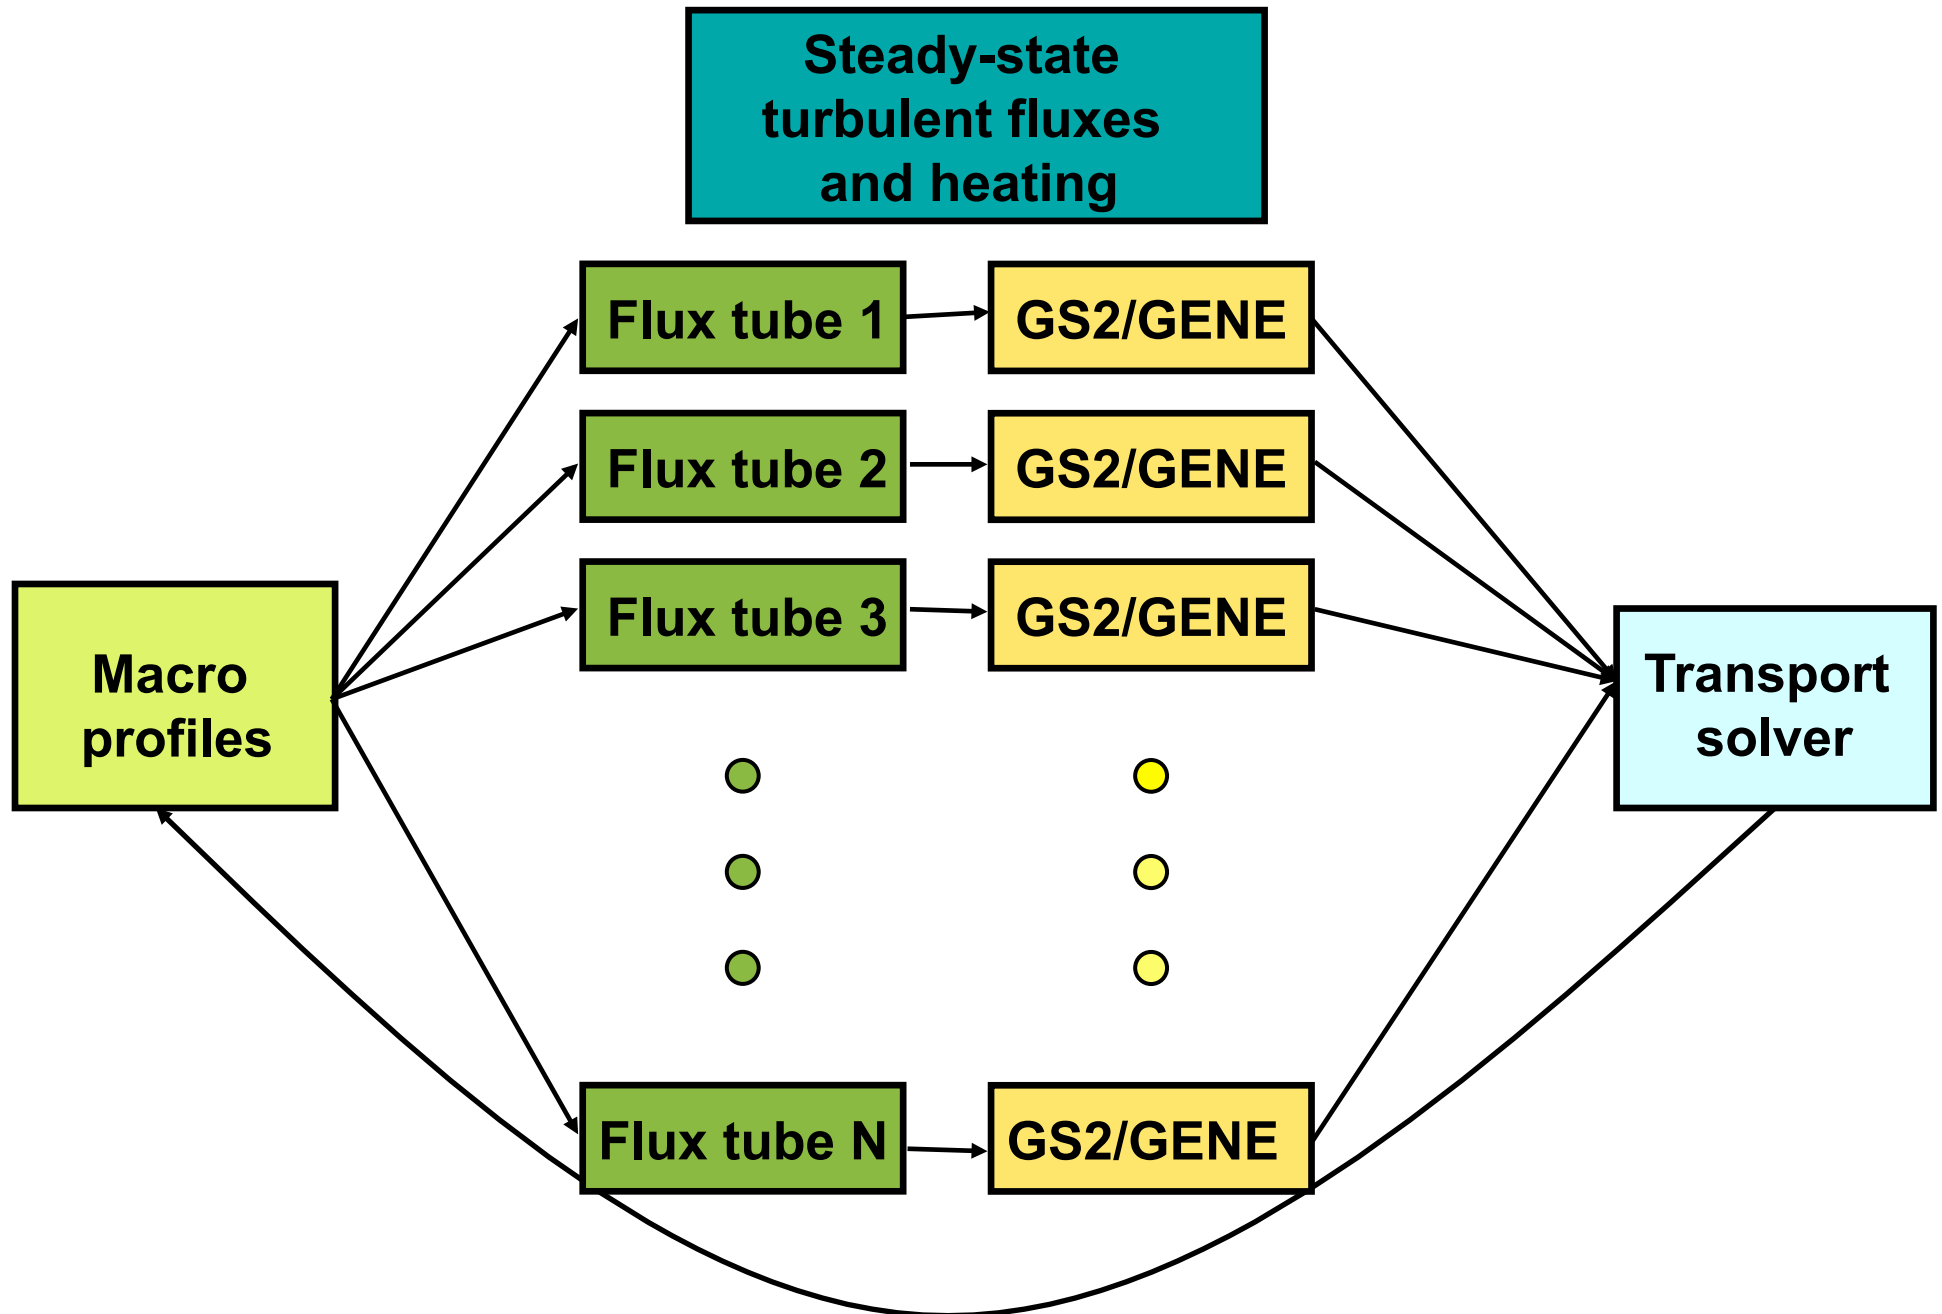 Steady-state
turbulent fluxes
and heating
Flux tube 1
GS2/GENE
Flux tube 2
GS2/GENE
Flux tube 3
GS2/GENE
Macro
profiles
Transport
solver
Flux tube N
GS2/GENE